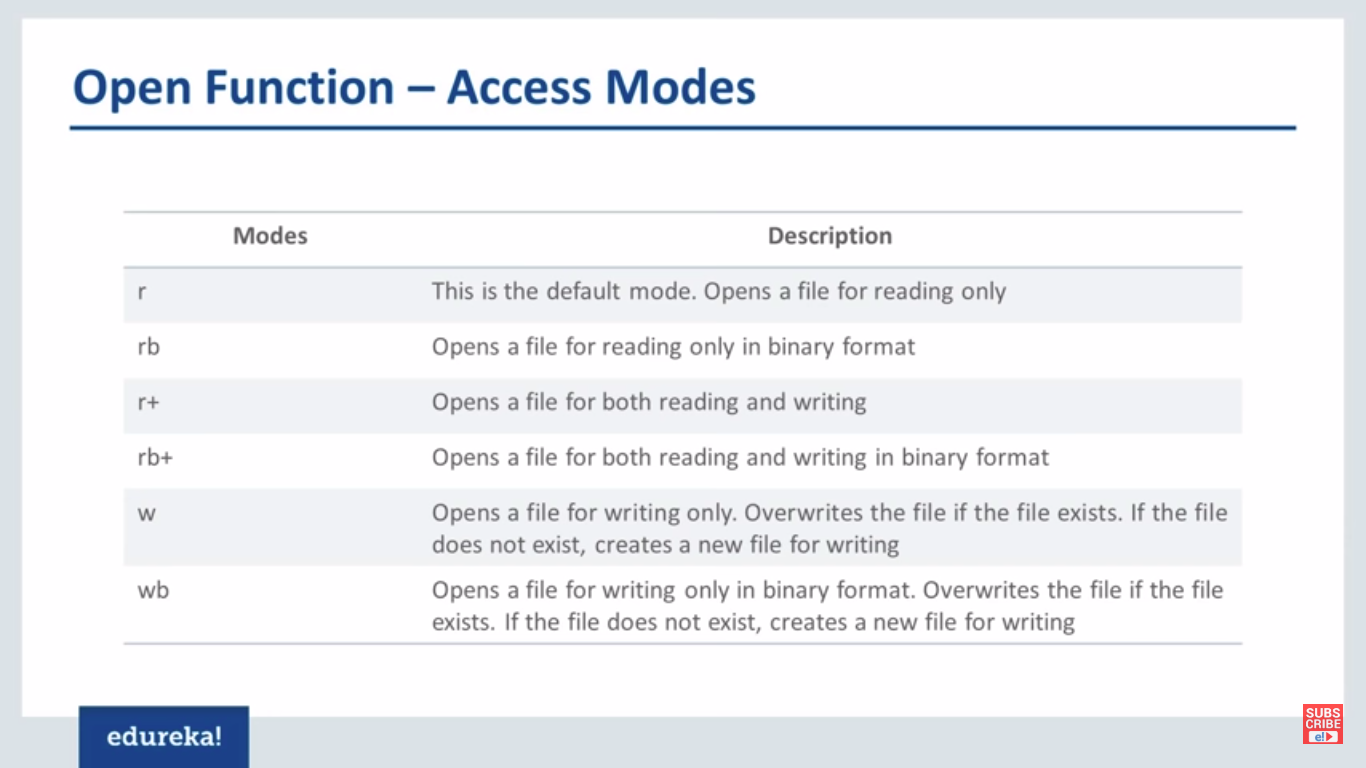 Open Function – Access Modes
Modes Description
r This is the default mode. Opens a file for reading only
rb Opens a file for reading only in binary format
r+ Opens a file for both reading and writing
rb+ Opens a file for both reading and writing in binary format
w Opens a file for writing only. Overwrites the file if the file exists. If the file
does not exist, creates a new file for writing
wb Opens a file for writing only in binary format. Overwrites the file if the file
exists. If the file does not exist, creates a new file for writing
edureka!
SUBS
CRIBE
e!